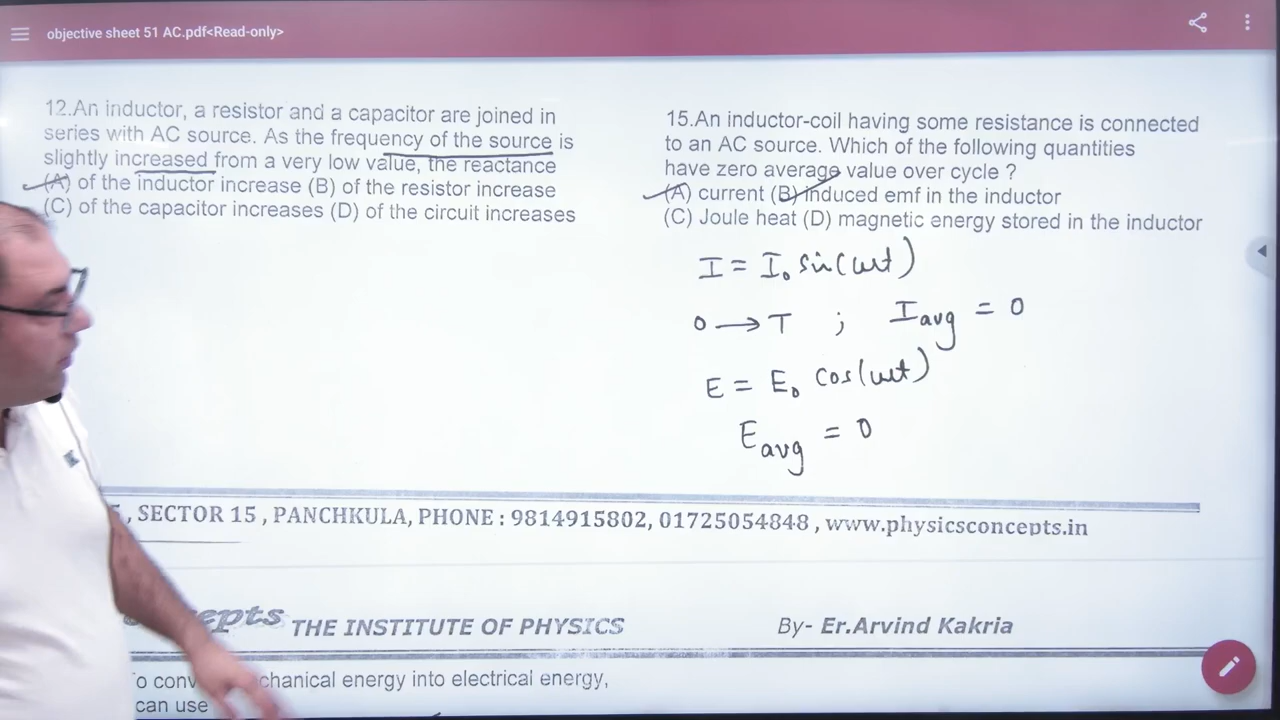 objective sheet 51 AC.pdf<Read-only>
12.An inductor, a resistor and a capacitor are joined in
series with AC source. As the frequency of the source is
slightly increased from a very low value, the reactance
(A) of the inductor increase (B) of the resistor increase
(C) of the capacitor increases (D) of the circuit increases
15.An inductor-coil having some resistance is connected
to an AC source. Which of the following quantities
have zero average value over cycle ?
(A) current (B) induced emf in the inductor
(C) Joule heat (D) magnetic energy stored in the inductor
I = I₀ sin(ωt)
0 → T ; Iavg = 0
E = E₀ cos(ωt)
Eavg = 0
, SECTOR 15 , PANCHKULA, PHONE : 9814915802, 01725054848 , www.physicsconcepts.in
THE INSTITUTE OF PHYSICS
By- Er.Arvind Kakria
electrical energy,
can use